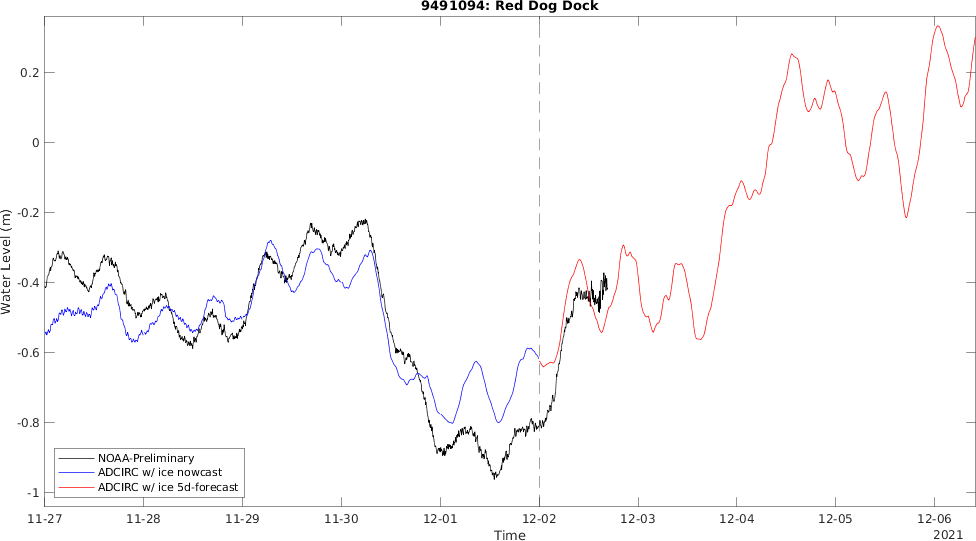 9491094: Red Dog Dock
Water Level (m)
0.2
0
-0.2
-0.4
-0.6
-0.8
-1
NOAA-Preliminary
ADCIRC w/ ice nowcast
ADCIRC w/ ice 5d-forecast
11-27 11-28 11-29 11-30 12-01 12-02 12-03 12-04 12-05 12-06
Time
2021